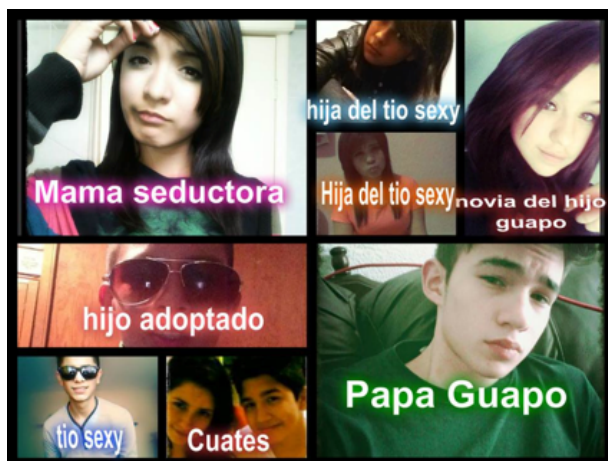 Mama seductora
hija del tio sexy
Hija del tio sexy
novia del hijo
guapo
hijo adoptado
tio sexy
Cuates
Papa Guapo